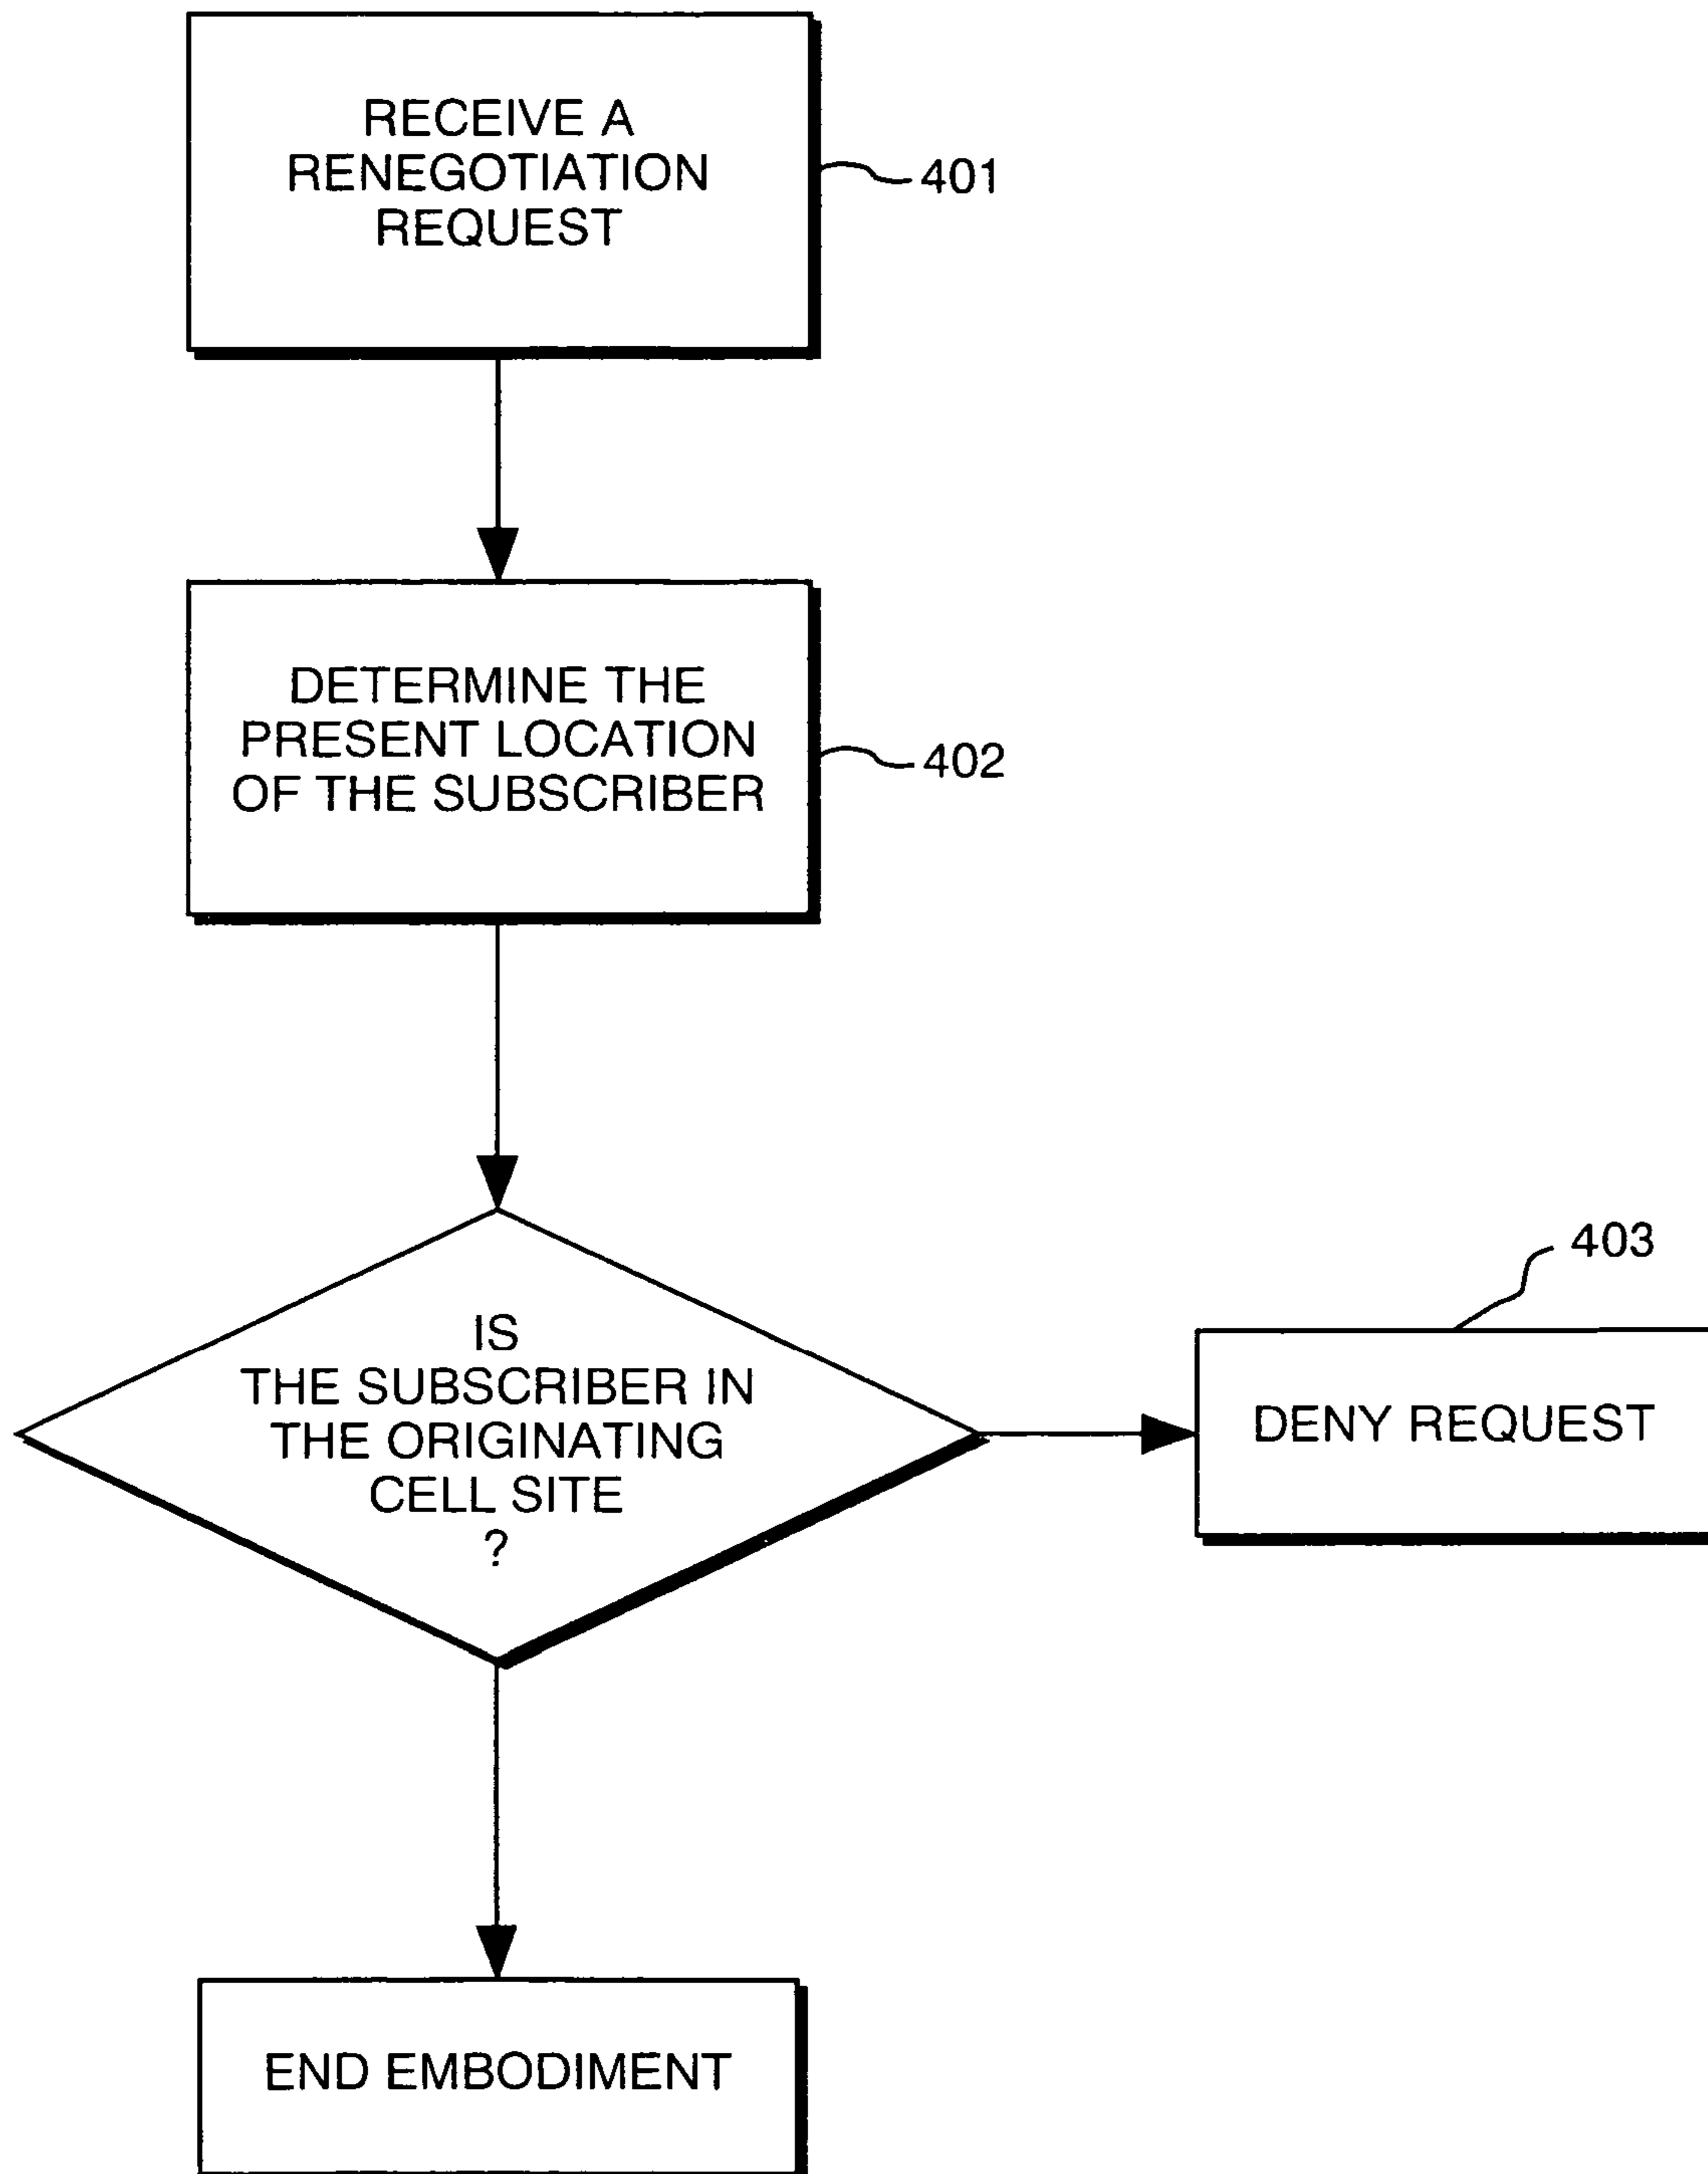 RECEIVE A
RENEGOTIATION
REQUEST
401
DETERMINE THE
PRESENT LOCATION
OF THE SUBSCRIBER
402
IS
THE SUBSCRIBER IN
THE ORIGINATING
CELL SITE
?
403
DENY REQUEST
END EMBODIMENT